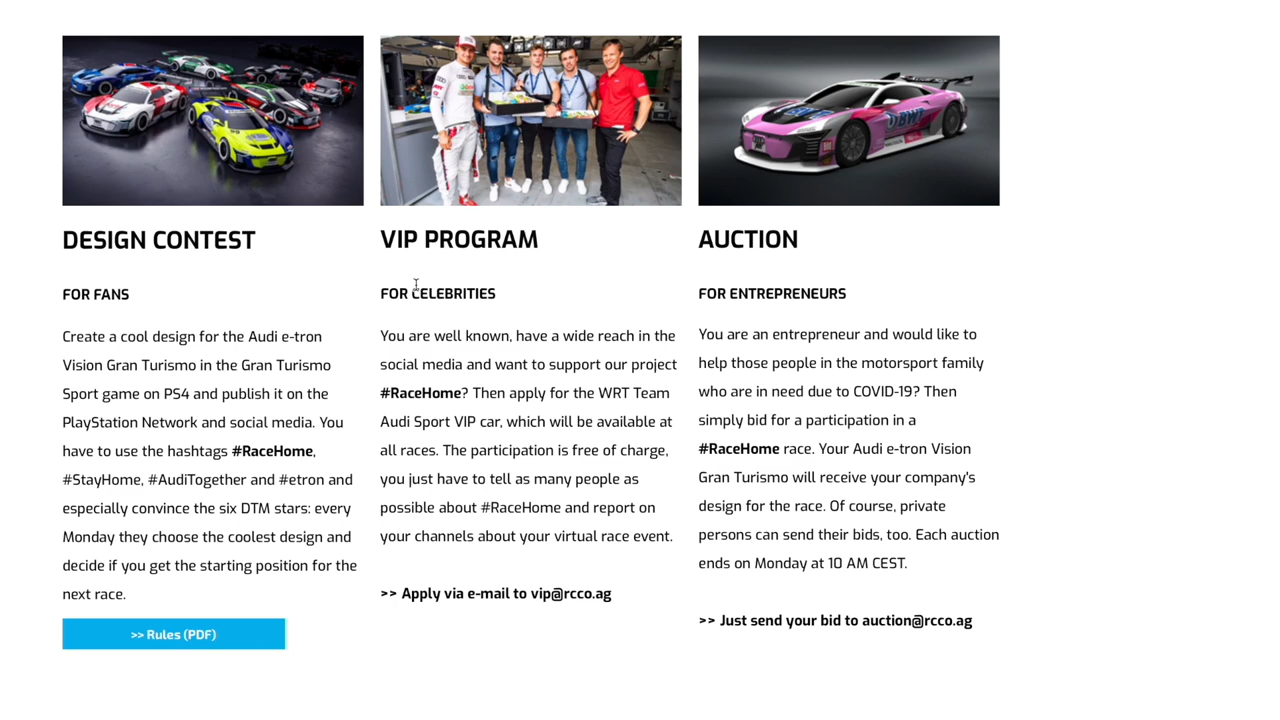 DESIGN CONTEST
FOR FANS
Create a cool design for the Audi e-tron
Vision Gran Turismo in the Gran Turismo
Sport game on PS4 and publish it on the
PlayStation Network and social media. You
have to use the hashtags #RaceHome,
#StayHome, #AudiTogether and #etron and
especially convince the six DTM stars: every
Monday they choose the coolest design and
decide if you get the starting position for the
next race.
>> Rules (PDF)
VIP PROGRAM
FOR CELEBRITIES
You are well known, have a wide reach in the
social media and want to support our project
#RaceHome? Then apply for the WRT Team
Audi Sport VIP car, which will be available at
all races. The participation is free of charge,
you just have to tell as many people as
possible about #RaceHome and report on
your channels about your virtual race event.
>> Apply via e-mail to vip@rcco.ag
BWT
AUCTION
FOR ENTREPRENEURS
You are an entrepreneur and would like to
help those people in the motorsport family
who are in need due to COVID-19? Then
simply bid for a participation in a
#RaceHome race. Your Audi e-tron Vision
Gran Turismo will receive your company's
design for the race. Of course, private
persons can send their bids, too. Each auction
ends on Monday at 10 AM CEST.
>> Just send your bid to auction@rcco.ag